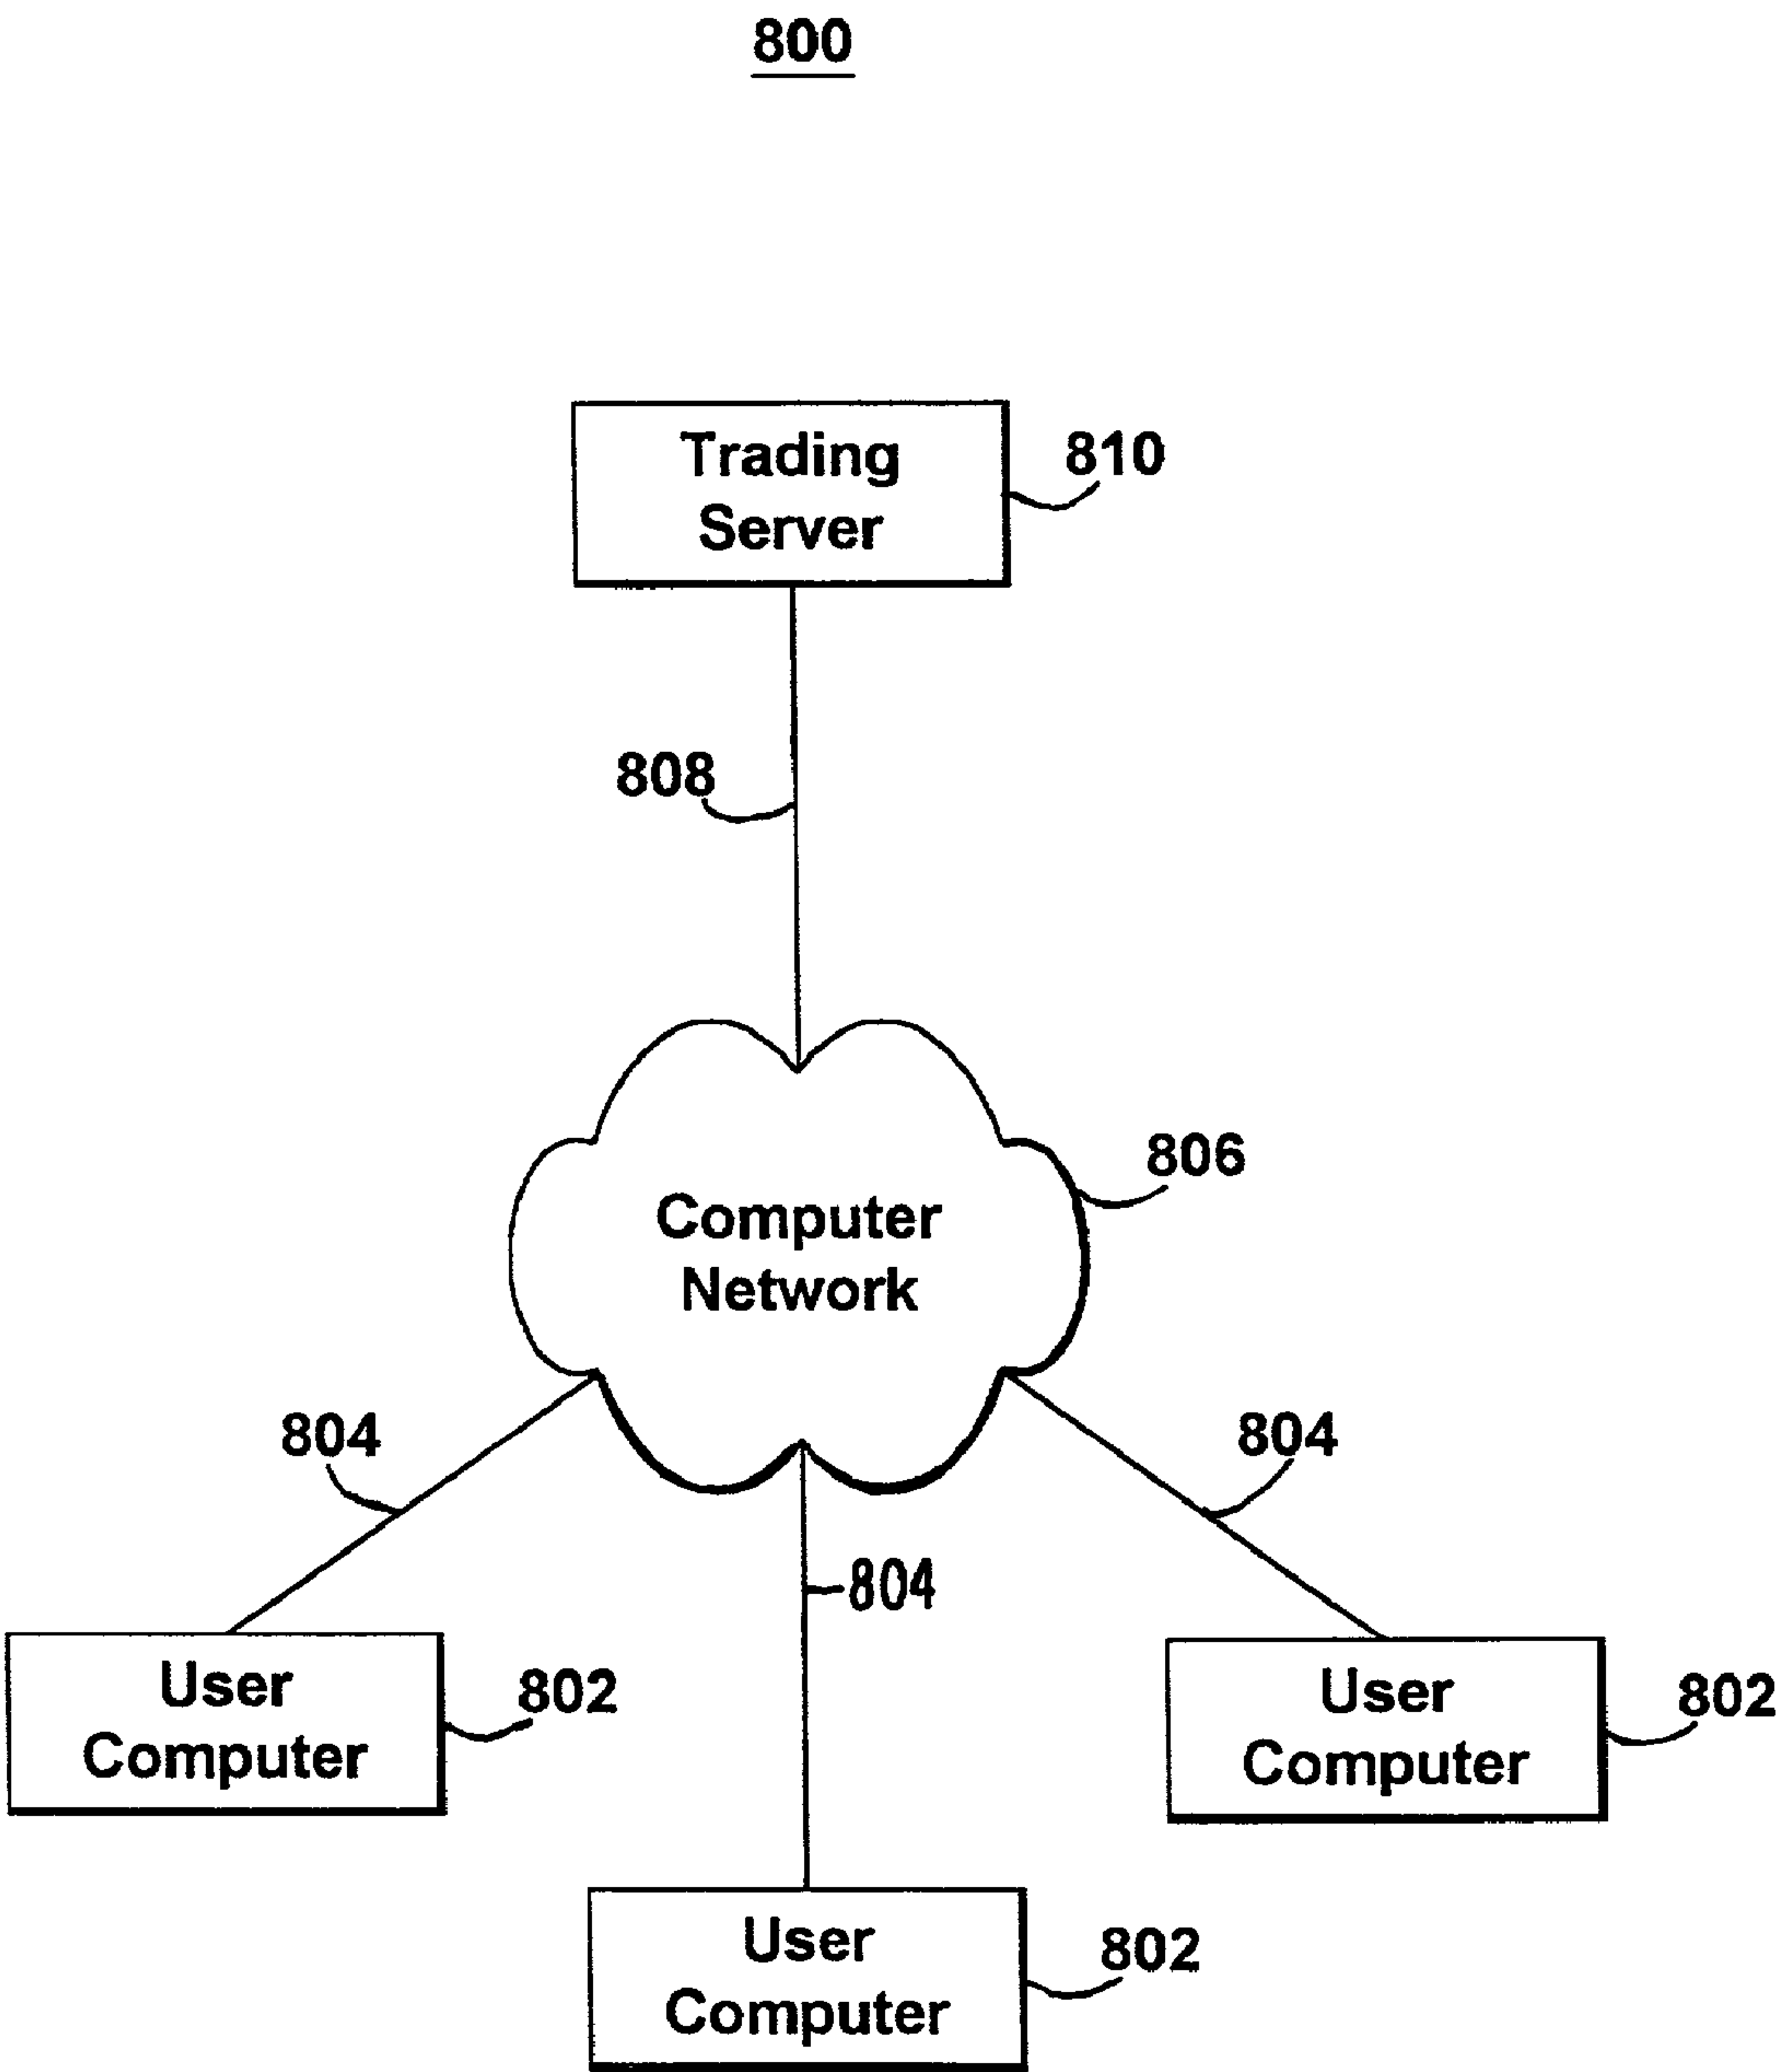 800
Trading
Server
810
808
806
Computer
Network
804
804
804
User
Computer
802
User
Computer
802
User
Computer
802